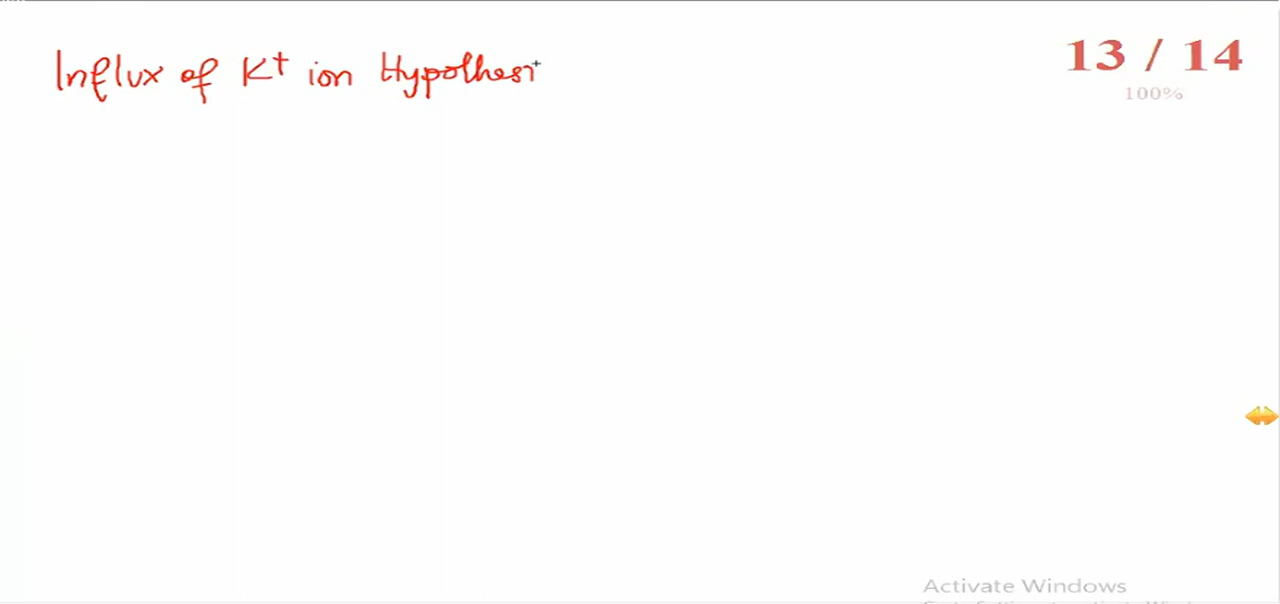 Influx of K+ ion Hypothesi
13 / 14
100%
Activate Windows